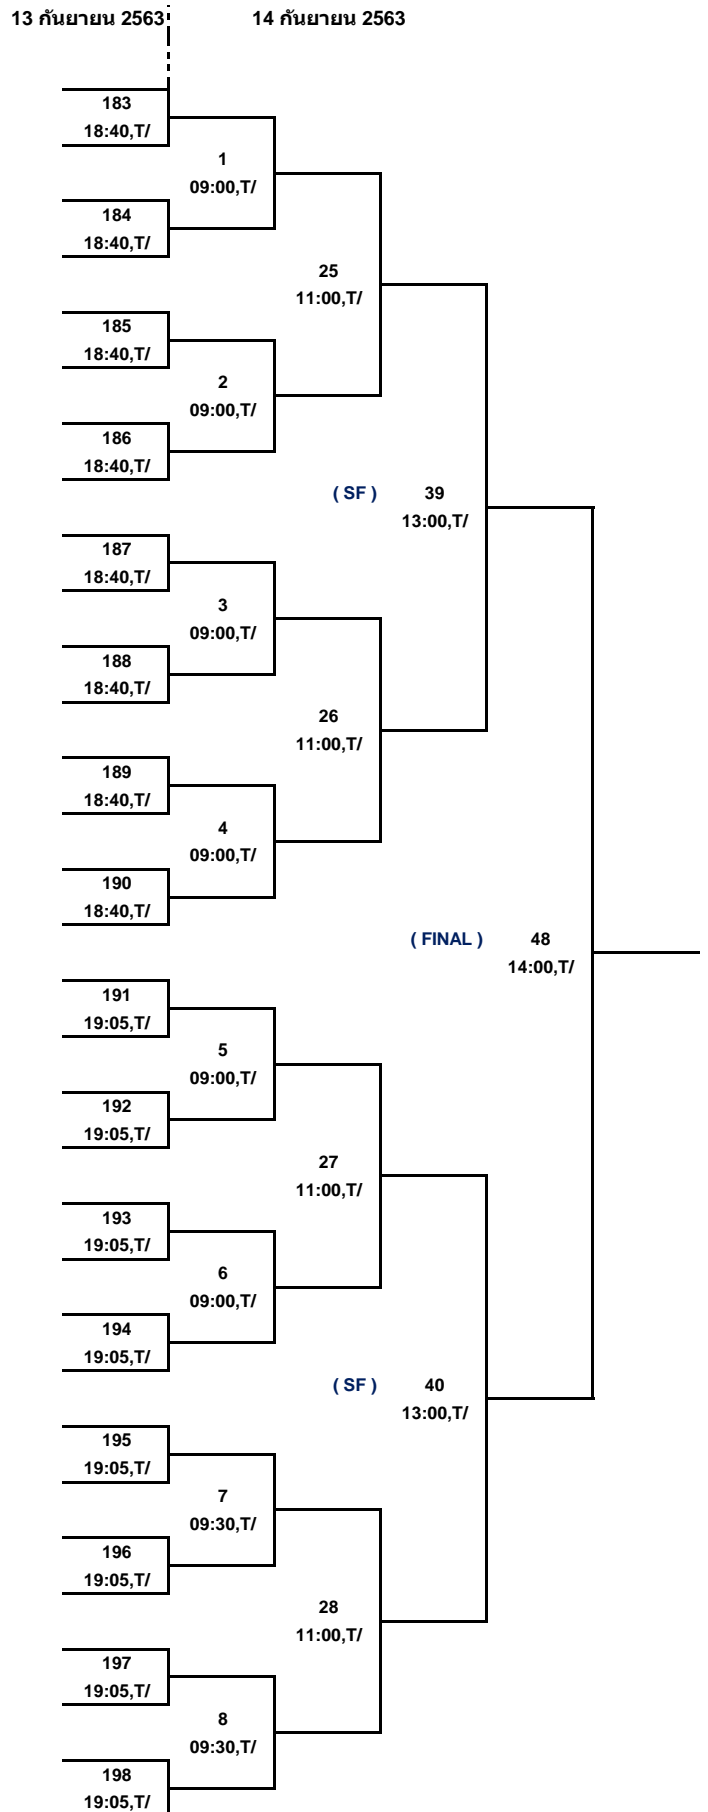 13 กันยายน 2563 14 กันยายน 2563
183
18:40,T/
1
09:00,T/
184
18:40,T/
25
11:00,T/
185
18:40,T/
2
09:00,T/
186
18:40,T/
( SF ) 39
13:00,T/
187
18:40,T/
3
09:00,T/
188
18:40,T/
26
11:00,T/
189
18:40,T/
4
09:00,T/
190
18:40,T/
( FINAL ) 48
14:00,T/
191
19:05,T/
5
09:00,T/
192
19:05,T/
27
11:00,T/
193
19:05,T/
6
09:00,T/
194
19:05,T/
( SF ) 40
13:00,T/
195
19:05,T/
7
09:30,T/
196
19:05,T/
28
11:00,T/
197
19:05,T/
8
09:30,T/
198
19:05,T/